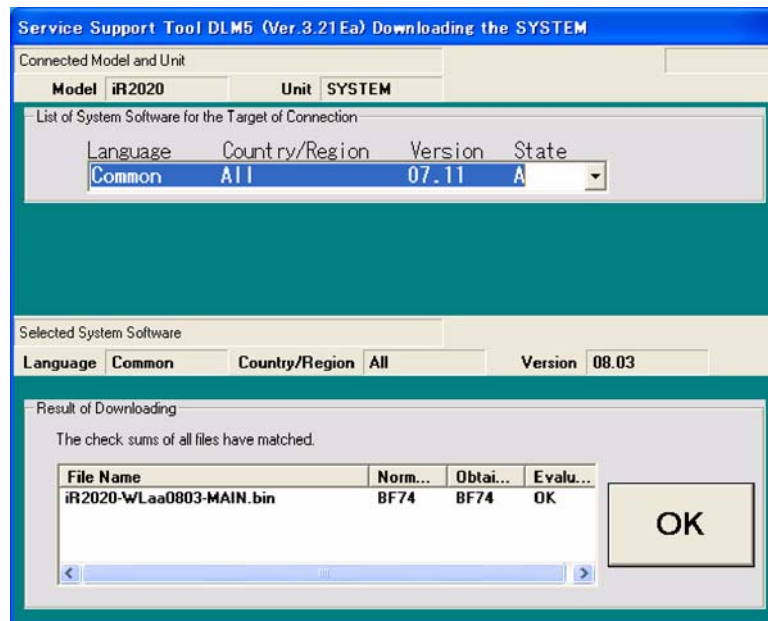 Service Support Tool DLM5 (Ver.3.21Ea) Downloading the SYSTEM
Connected Model and Unit
Model iR2020 Unit SYSTEM
List of System Software for the Target of Connection
Language Country/Region Version State
Common All 07.11 A
Selected System Software
Language Common Country/Region All Version 08.03
Result of Downloading
The check sums of all files have matched.
File Name Norm... Obtai... Evalu...
iR2020-WLaa0803-MAIN.bin BF74 BF74 OK
OK